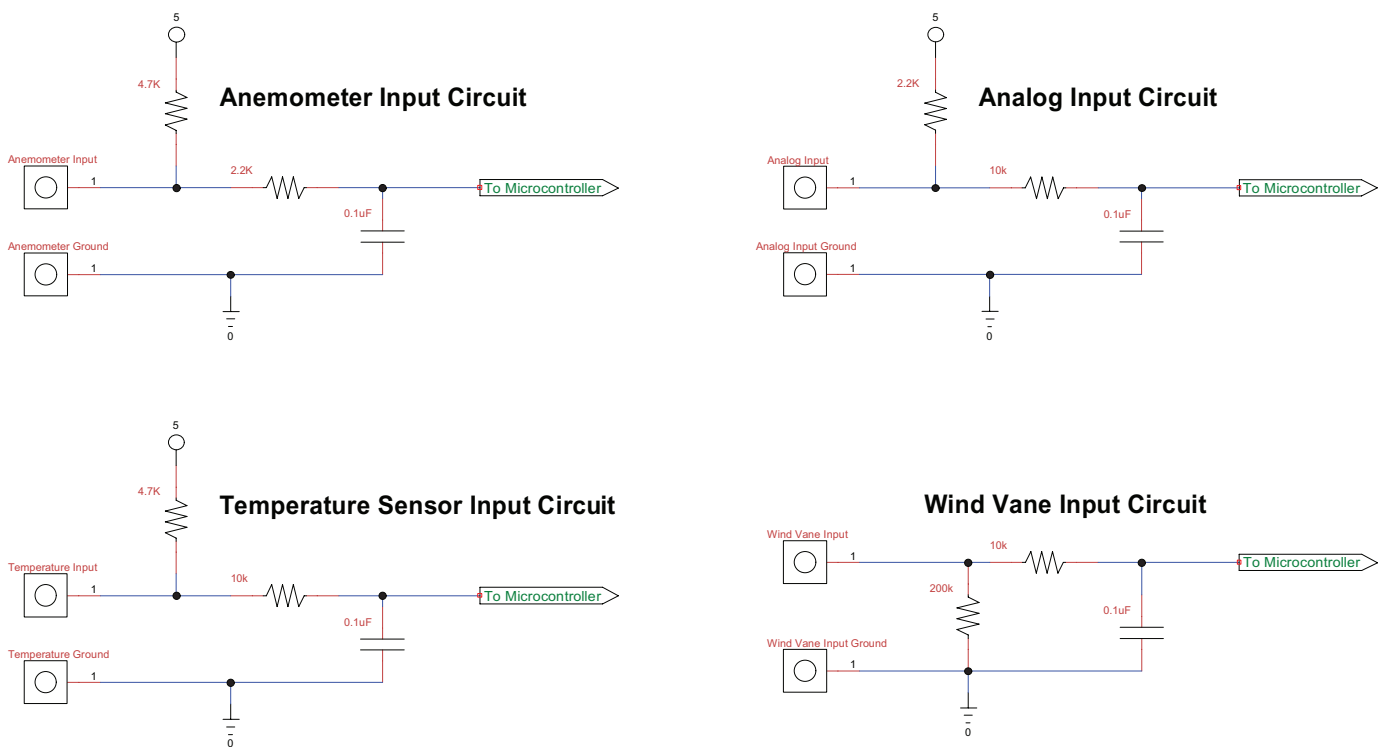 5
4.7K
Anemometer Input Circuit
Anemometer Input
1
2.2K
To Microcontroller
0.1uF
Anemometer Ground
1
0
5
2.2K
Analog Input Circuit
Analog Input
1
10k
To Microcontroller
0.1uF
Analog Input Ground
1
0
5
4.7K
Temperature Sensor Input Circuit
Temperature Input
1
10k
To Microcontroller
0.1uF
Temperature Ground
1
0
Wind Vane Input Circuit
Wind Vane Input
1
10k
To Microcontroller
200k
0.1uF
Wind Vane Input Ground
1
0